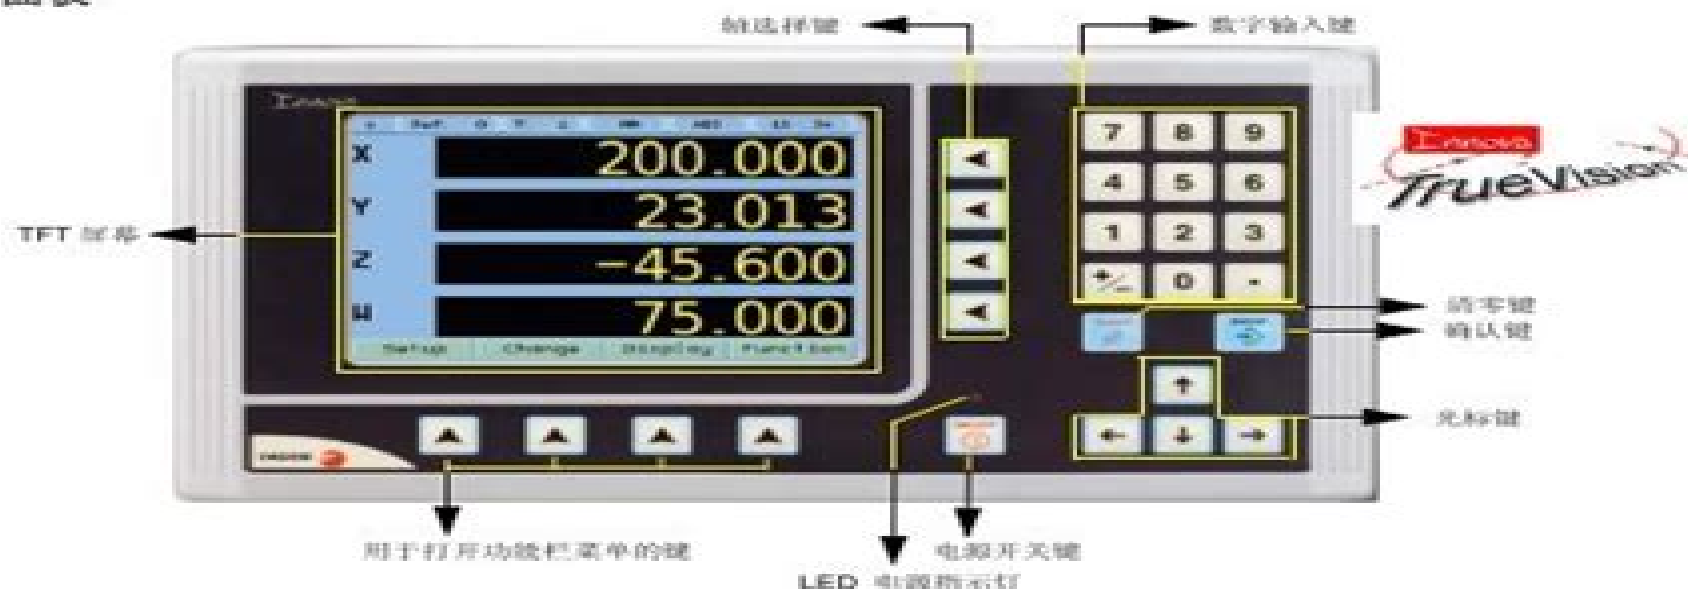 轴选择键
数字输入键
Innova
X 200.000
Y 23.013
Z -45.600
W 75.000
Setup Change Display Function
7 8 9
4 5 6
1 2 3
+/- 0 .
Innova
TrueVision
TFT 屏幕
清零键
确认键
光标键
FAGOR
用于打开功能栏菜单的键
电源开关键
LED 电源指示灯